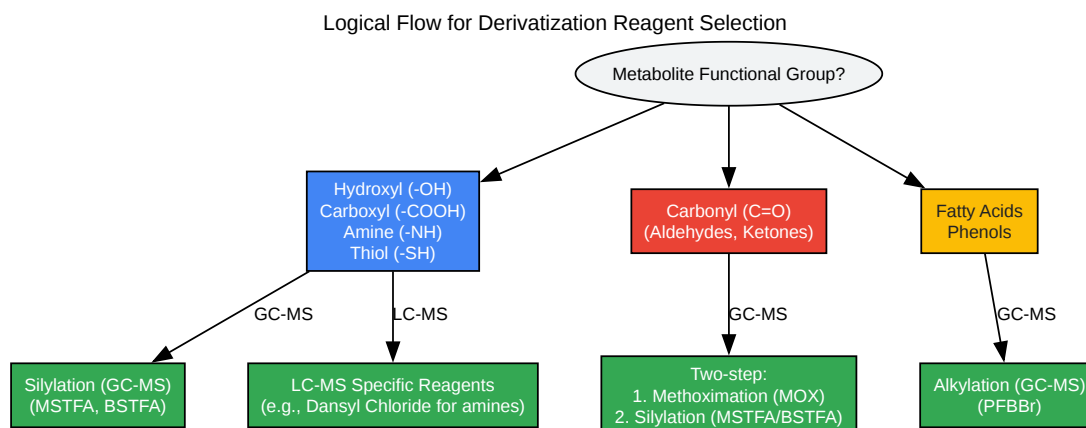 Logical Flow for Derivatization Reagent Selection
Metabolite Functional Group?
Hydroxyl (-OH)
Carboxyl (-COOH)
Amine (-NH)
Thiol (-SH)
Carbonyl (C=O)
(Aldehydes, Ketones)
Fatty Acids
Phenols
GC-MS
LC-MS
GC-MS
GC-MS
Silylation (GC-MS)
(MSTFA, BSTFA)
LC-MS Specific Reagents
(e.g., Dansyl Chloride for amines)
Two-step:
1. Methoximation (MOX)
2. Silylation (MSTFA/BSTFA)
Alkylation (GC-MS)
(PFBBr)